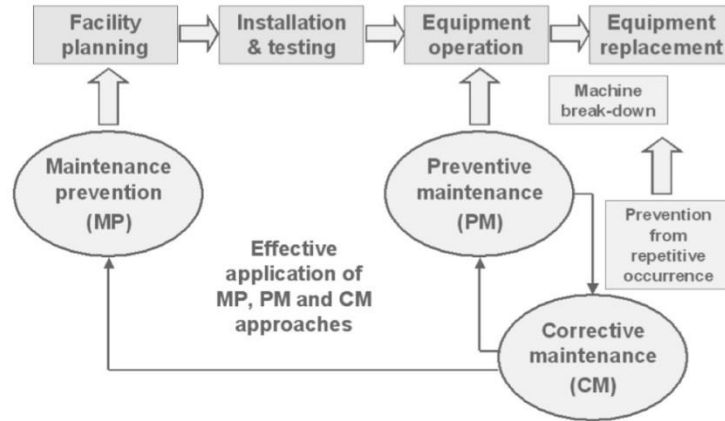 Facility
planning
Installation
& testing
Equipment
operation
Equipment
replacement
Machine
break-down
Maintenance
prevention
(MP)
Preventive
maintenance
(PM)
Prevention
from
repetitive
occurrence
Effective
application of
MP, PM and CM
approaches
Corrective
maintenance
(CM)